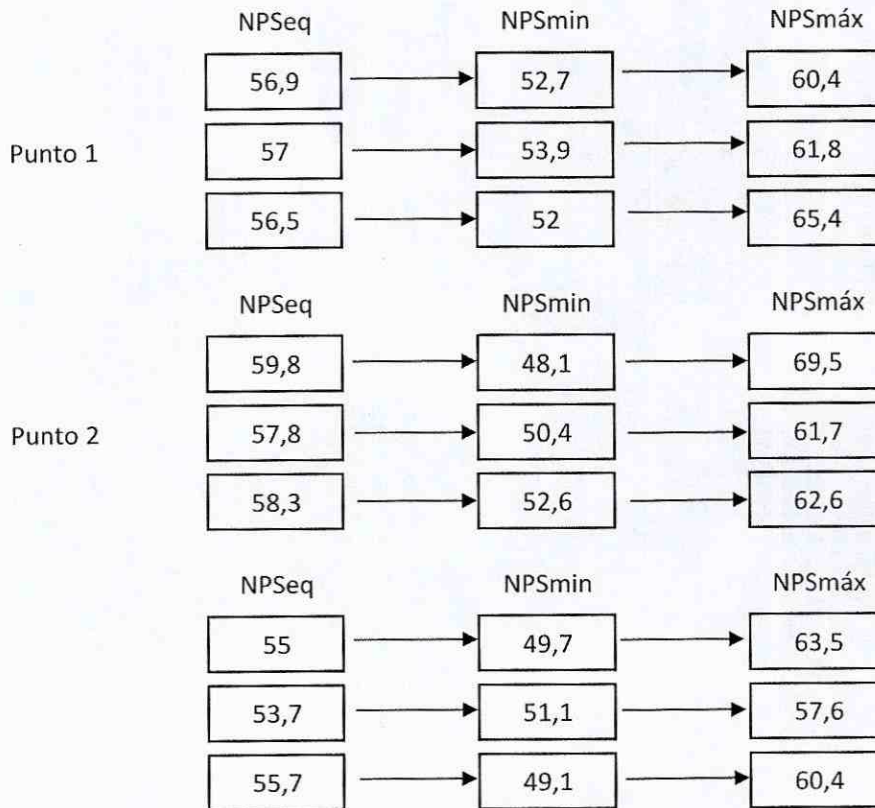 NPSeq NPSmin NPSmáx
56,9 52,7 60,4
Punto 1 57 53,9 61,8
56,5 52 65,4
NPSeq NPSmin NPSmáx
59,8 48,1 69,5
Punto 2 57,8 50,4 61,7
58,3 52,6 62,6
NPSeq NPSmin NPSmáx
55 49,7 63,5
53,7 51,1 57,6
55,7 49,1 60,4